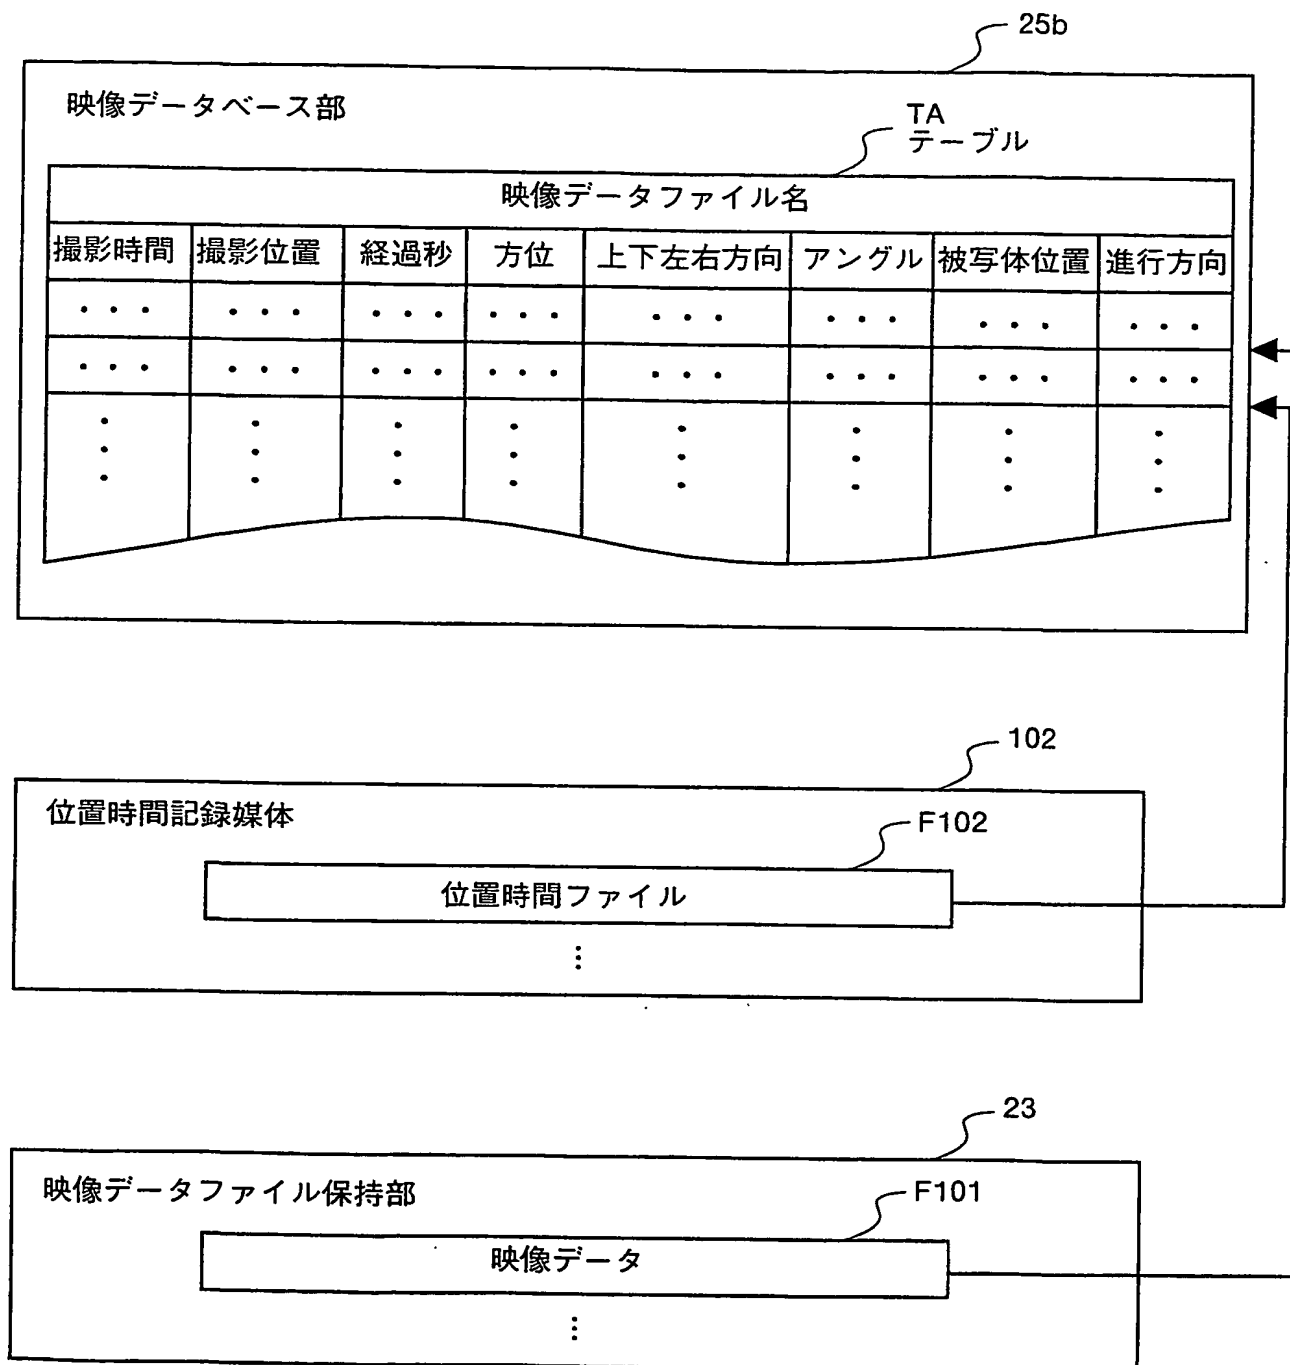 25b
映像データベース部
TA
テーブル
映像データファイル名
撮影時間 撮影位置 経過秒 方位 上下左右方向 アングル 被写体位置 進行方向
・・・ ・・・ ・・・ ・・・ ・・・ ・・・ ・・・ ・・・
・・・ ・・・ ・・・ ・・・ ・・・ ・・・ ・・・ ・・・
102
位置時間記録媒体
F102
位置時間ファイル
23
映像データファイル保持部
F101
映像データ